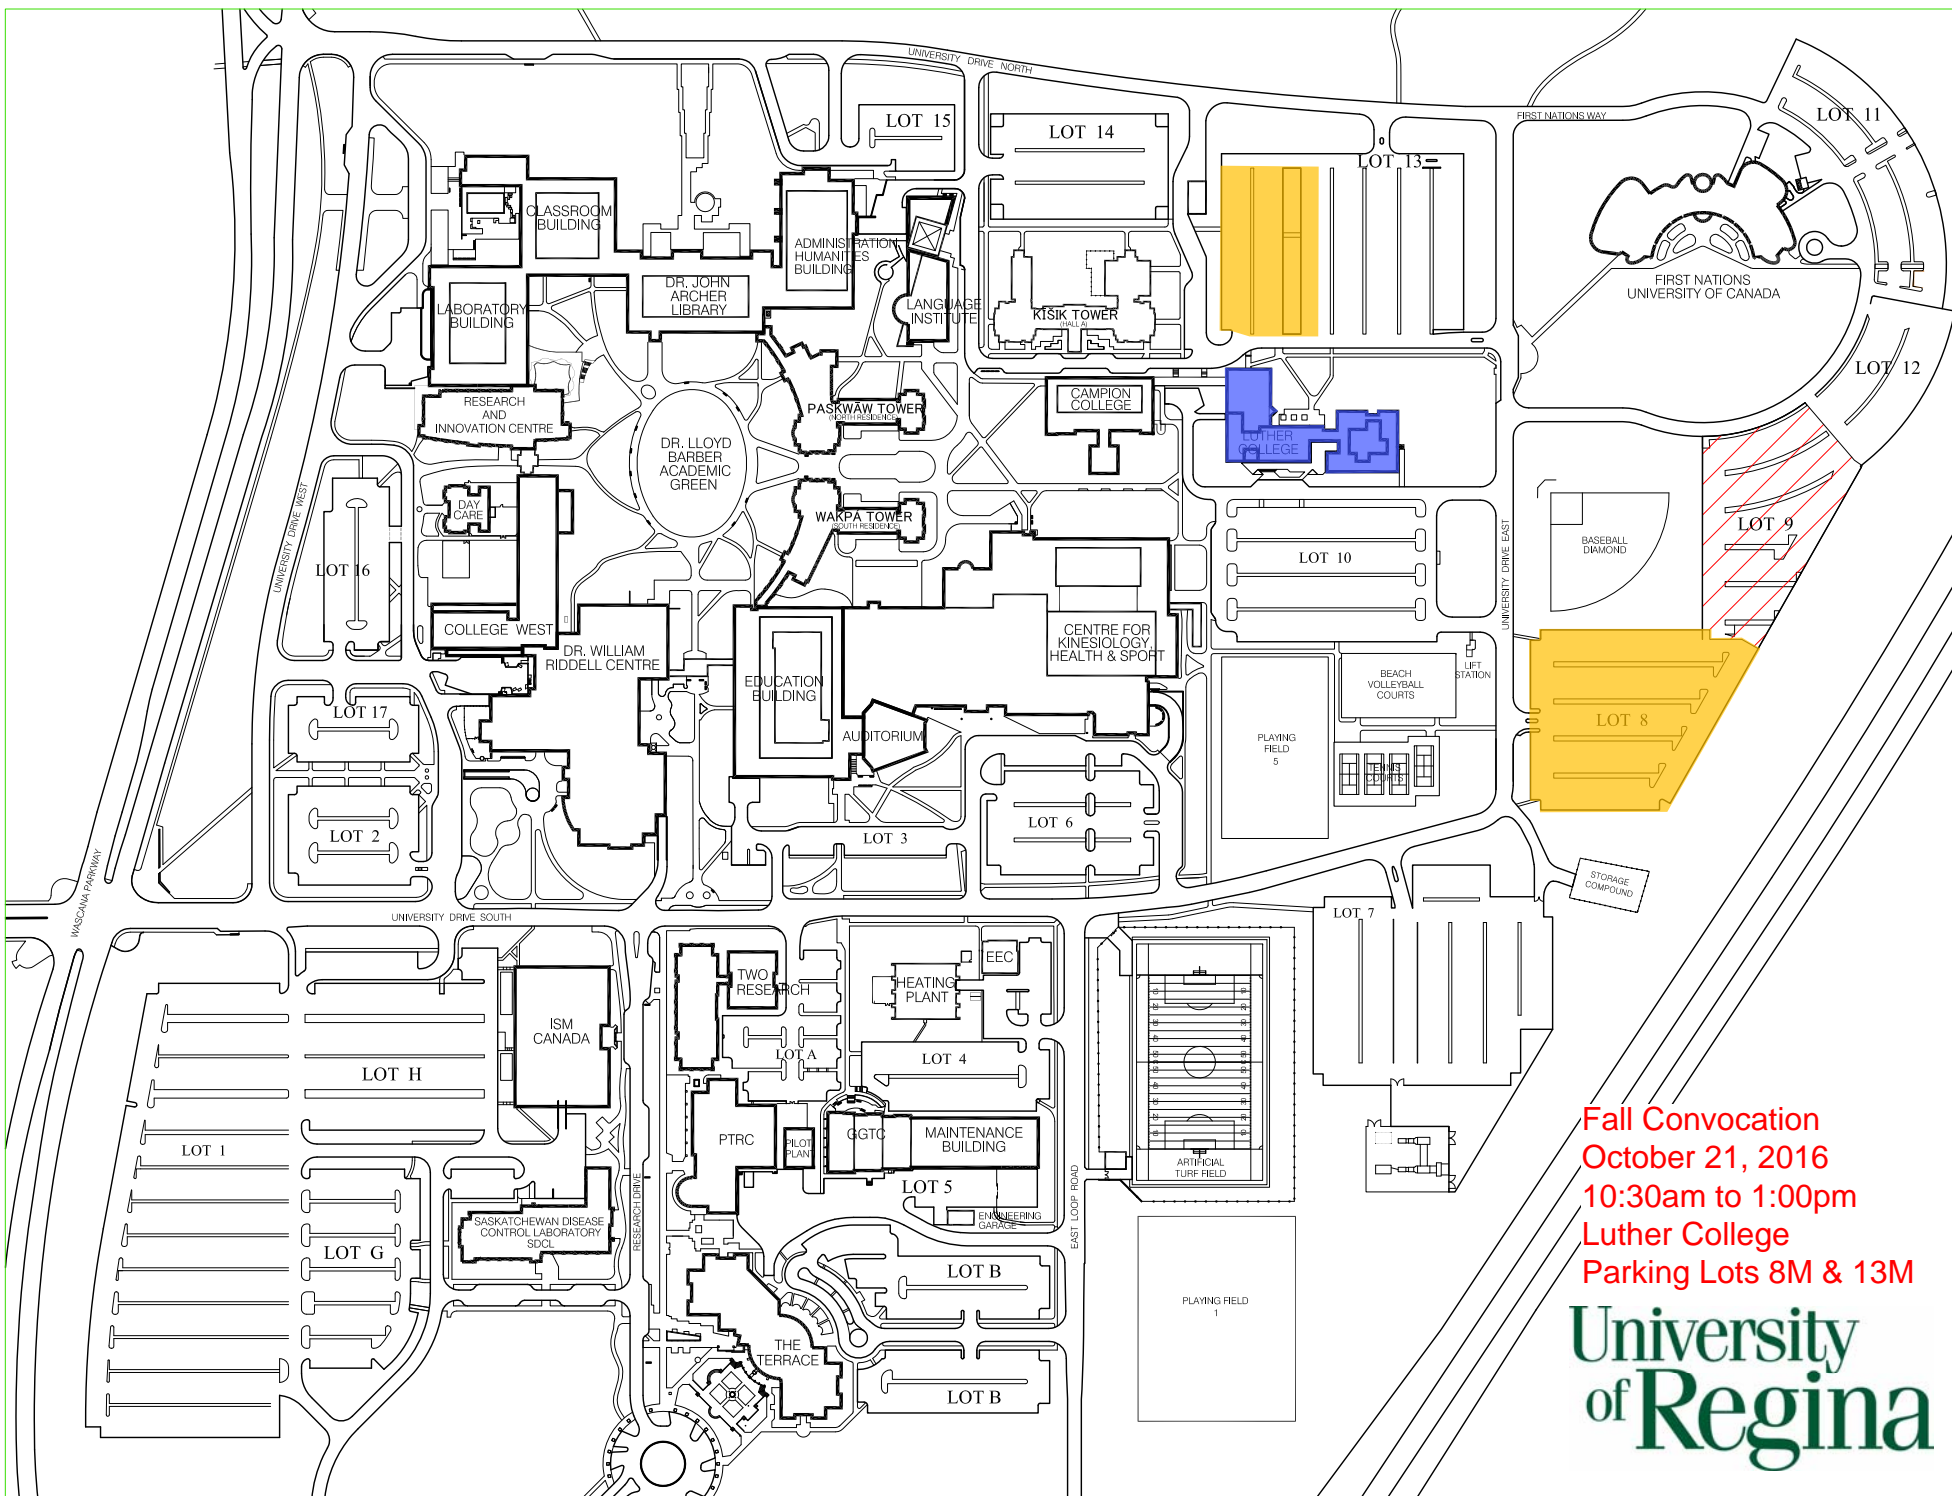 UNIVERSITY DRIVE NORTH
FIRST NATIONS WAY
LOT 11
LOT 15
LOT 14
LOT 13
CLASSROOM
BUILDING
ADMINISTRATION
HUMANITIES
BUILDING
DR. JOHN
ARCHER
LIBRARY
LABORATORY
BUILDING
LANGUAGE
INSTITUTE
KĪŠIK TOWER
(HALL A)
FIRST NATIONS
UNIVERSITY OF CANADA
LOT 12
RESEARCH
AND
INNOVATION CENTRE
PASKWĀW TOWER
(NORTH RESIDENCE)
CAMPION
COLLEGE
LUTHER
COLLEGE
DR. LLOYD
BARBER
ACADEMIC
GREEN
DAY
CARE
WAKPÁ TOWER
(SOUTH RESIDENCE)
UNIVERSITY DRIVE WEST
LOT 16
LOT 10
UNIVERSITY DRIVE EAST
BASEBALL
DIAMOND
LOT 9
COLLEGE WEST
DR. WILLIAM
RIDDELL CENTRE
CENTRE FOR
KINESIOLOGY,
HEALTH & SPORT
EDUCATION
BUILDING
AUDITORIUM
BEACH
VOLLEYBALL
COURTS
LIFT
STATION
LOT 17
LOT 8
PLAYING
FIELD
5
TENNIS
COURTS
LOT 2
LOT 3
LOT 6
WASCANA PARKWAY
UNIVERSITY DRIVE SOUTH
STORAGE
COMPOUND
LOT 7
TWO
RESEARCH
HEATING
PLANT
EEC
ISM
CANADA
LOT A
LOT 4
LOT H
LOT 1
PTRC
PILOT
PLANT
GGTC
MAINTENANCE
BUILDING
ARTIFICIAL
TURF FIELD
LOT 5
ENGINEERING
GARAGE
EAST LOOP ROAD
RESEARCH DRIVE
SASKATCHEWAN DISEASE
CONTROL LABORATORY
SDCL
LOT G
LOT B
THE
TERRACE
LOT B
PLAYING FIELD
1
Fall Convocation
October 21, 2016
10:30am to 1:00pm
Luther College
Parking Lots 8M & 13M
University
of Regina